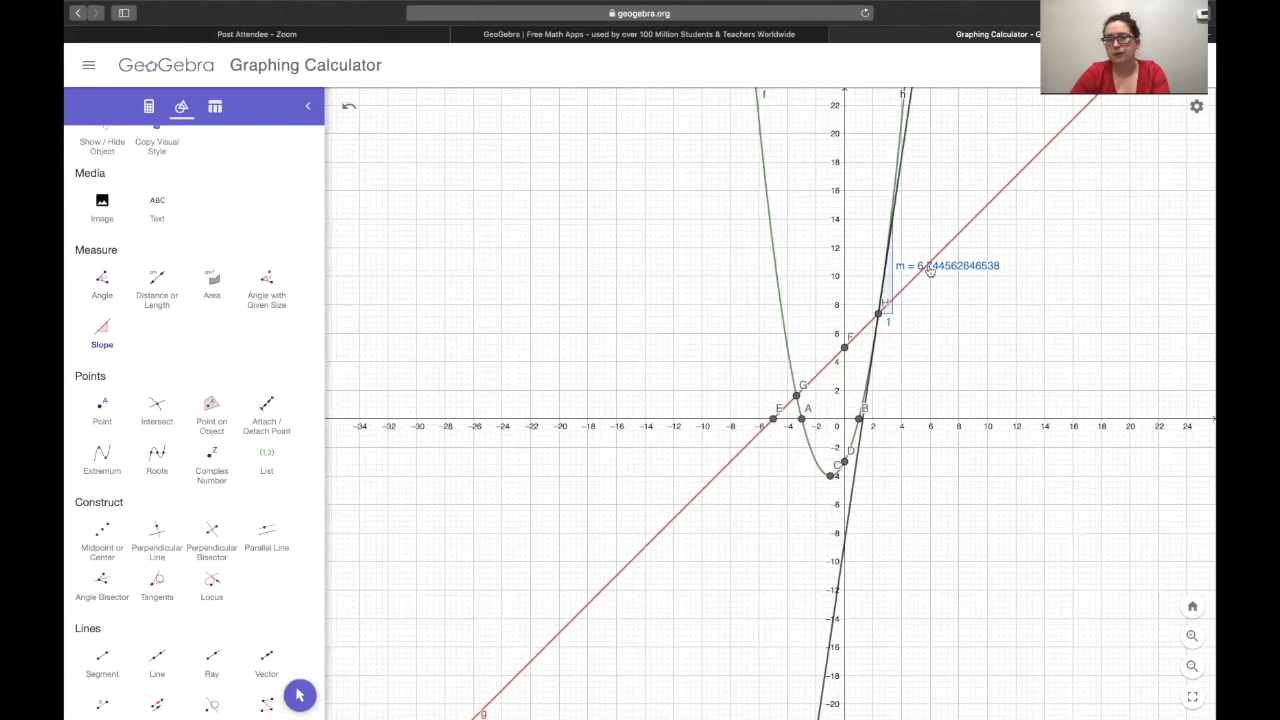 geogebra.org
Post Attendee - Zoom
GeoGebra | Free Math Apps - used by over 100 Million Students & Teachers Worldwide
Graphing Calculator - G
GeoGebra Graphing Calculator
Show / Hide Object
Copy Visual Style
Media
Image
ABC
Text
Measure
cm
cm²
Angle
Distance or Length
Area
Angle with Given Size
Slope
Points
A
Point
Intersect
Point on Object
Attach / Detach Point
Z
{1,2}
Extremum
Roots
Complex Number
List
Construct
Midpoint or Center
Perpendicular Line
Perpendicular Bisector
Parallel Line
Angle Bisector
Tangents
Locus
Lines
Segment
Line
Ray
Vector
f
h
22
20
18
16
14
12
10
8
6
4
2
m = 6.744562646538
H
1
F
G
E
A
B
-34 -32 -30 -28 -26 -24 -22 -20 -18 -16 -14 -12 -10 -8 -6 -4 -2 0 2 4 6 8 10 12 14 16 18 20 22 24
D
C
-2
-4
-6
-8
-10
-12
-14
-16
-18
-20
g